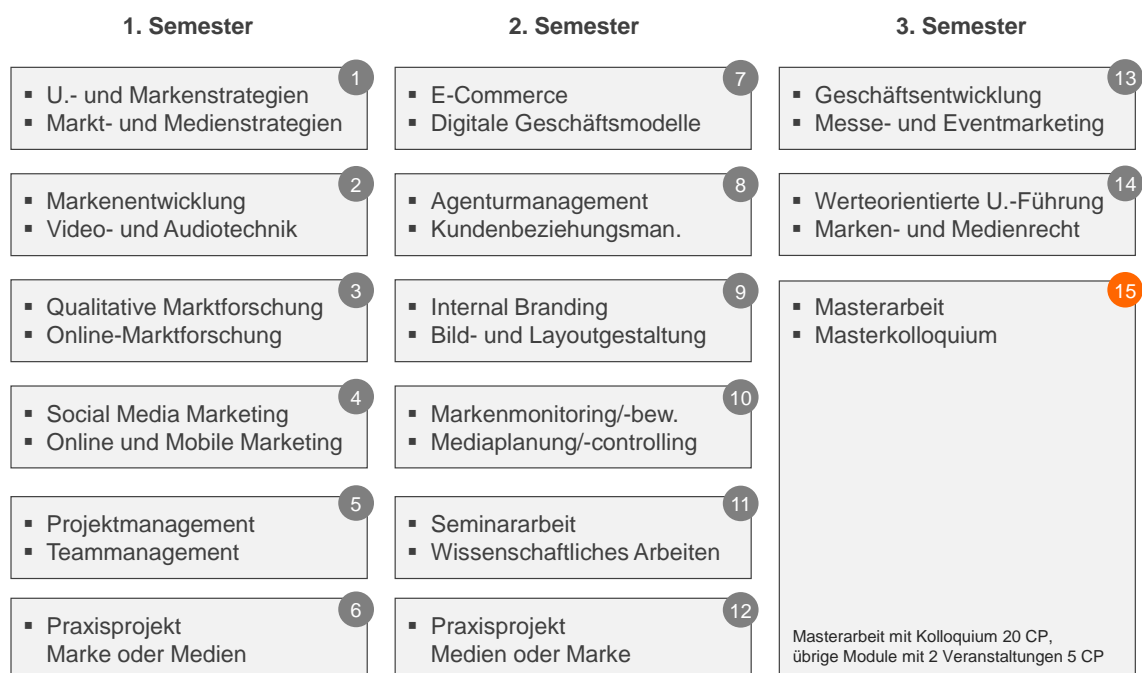 1. Semester
1
▪ U.- und Markenstrategien
▪ Markt- und Medienstrategien
2
▪ Markenentwicklung
▪ Video- und Audiotechnik
3
▪ Qualitative Marktforschung
▪ Online-Marktforschung
4
▪ Social Media Marketing
▪ Online und Mobile Marketing
5
▪ Projektmanagement
▪ Teammanagement
6
▪ Praxisprojekt
Marke oder Medien
2. Semester
7
▪ E-Commerce
▪ Digitale Geschäftsmodelle
8
▪ Agenturmanagement
▪ Kundenbeziehungsman.
9
▪ Internal Branding
▪ Bild- und Layoutgestaltung
10
▪ Markenmonitoring/-bew.
▪ Mediaplanung/-controlling
11
▪ Seminararbeit
▪ Wissenschaftliches Arbeiten
12
▪ Praxisprojekt
Medien oder Marke
3. Semester
13
▪ Geschäftsentwicklung
▪ Messe- und Eventmarketing
14
▪ Werteorientierte U.-Führung
▪ Marken- und Medienrecht
15
▪ Masterarbeit
▪ Masterkolloquium
Masterarbeit mit Kolloquium 20 CP,
übrige Module mit 2 Veranstaltungen 5 CP